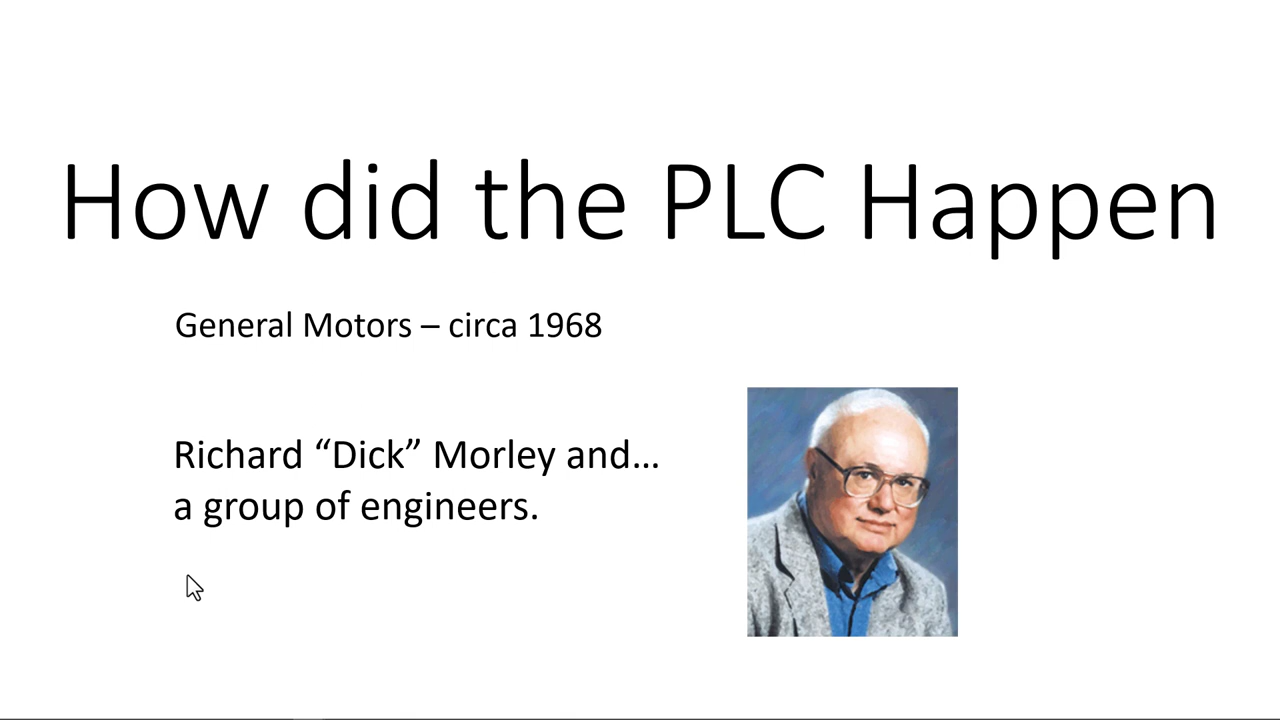 How did the PLC Happen
General Motors – circa 1968
Richard “Dick” Morley and…
a group of engineers.